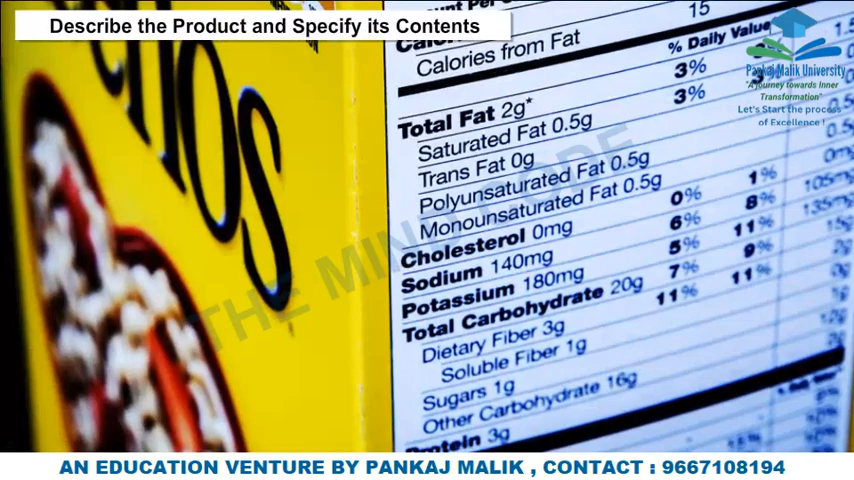 Describe the Product and Specify its Contents
Calories from Fat 15
% Daily Value
Total Fat 2g* 3%
Saturated Fat 0.5g 3%
Trans Fat 0g
Polyunsaturated Fat 0.5g
Monounsaturated Fat 0.5g
Cholesterol 0mg 0% 1%
Sodium 140mg 6% 8%
Potassium 180mg 5% 11%
Total Carbohydrate 20g 7% 9%
Dietary Fiber 3g 11% 11%
Soluble Fiber 1g
Sugars 1g
Other Carbohydrate 16g
Protein 3g
Pankaj Malik University
"A journey towards Inner
Transformation"
Let's Start the process
of Excellence !
THE MIND CODE
AN EDUCATION VENTURE BY PANKAJ MALIK , CONTACT : 9667108194